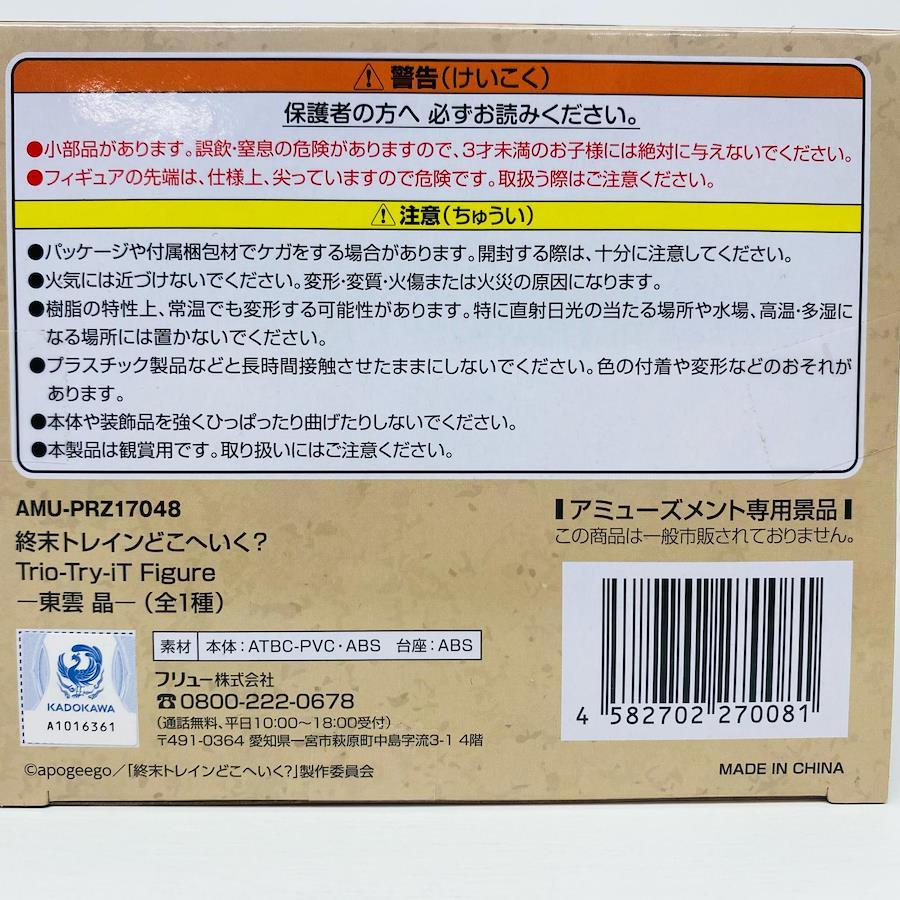 ⚠警告(けいこく)
保護者の方へ 必ずお読みください。
●小部品があります。誤飲・窒息の危険がありますので、3才未満のお子様には絶対に与えないでください。
●フィギュアの先端は、仕様上、尖っていますので危険です。取扱う際はご注意ください。
⚠注意(ちゅうい)
●パッケージや付属梱包材でケガをする場合があります。開封する際は、十分に注意してください。
●火気には近づけないでください。変形・変質・火傷または火災の原因になります。
●樹脂の特性上、常温でも変形する可能性があります。特に直射日光の当たる場所や水場、高温・多湿に
なる場所には置かないでください。
●プラスチック製品などと長時間接触させたままにしないでください。色の付着や変形などのおそれが
あります。
●本体や装飾品を強くひっぱったり曲げたりしないでください。
●本製品は観賞用です。取り扱いにはご注意ください。
AMU-PRZ17048
終末トレインどこへいく?
Trio-Try-iT Figure
―東雲 晶―(全1種)
アミューズメント専用景品
この商品は一般市販されておりません。
素材 本体:ATBC-PVC・ABS 台座:ABS
フリュー株式会社
☎0800-222-0678
(通話無料、平日10:00~18:00受付)
〒491-0364 愛知県一宮市萩原町中島字流3-1 4階
KADOKAWA
A1016361
4 582702 270081
©apogeego/「終末トレインどこへいく?」製作委員会
MADE IN CHINA